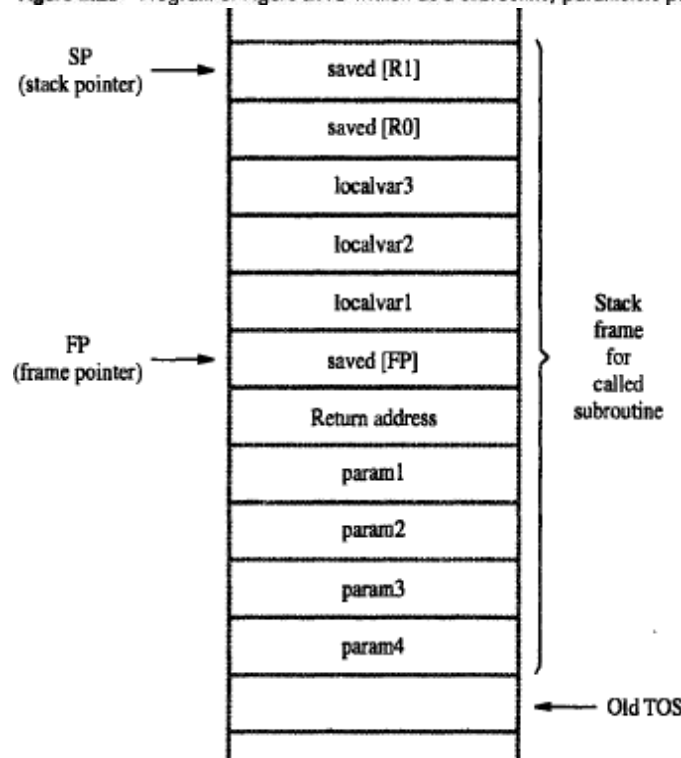 SP
(stack pointer)
saved [R1]
saved [R0]
localvar3
localvar2
localvar1
FP
(frame pointer)
saved [FP]
Return address
param1
param2
param3
param4
Stack
frame
for
called
subroutine
Old TOS